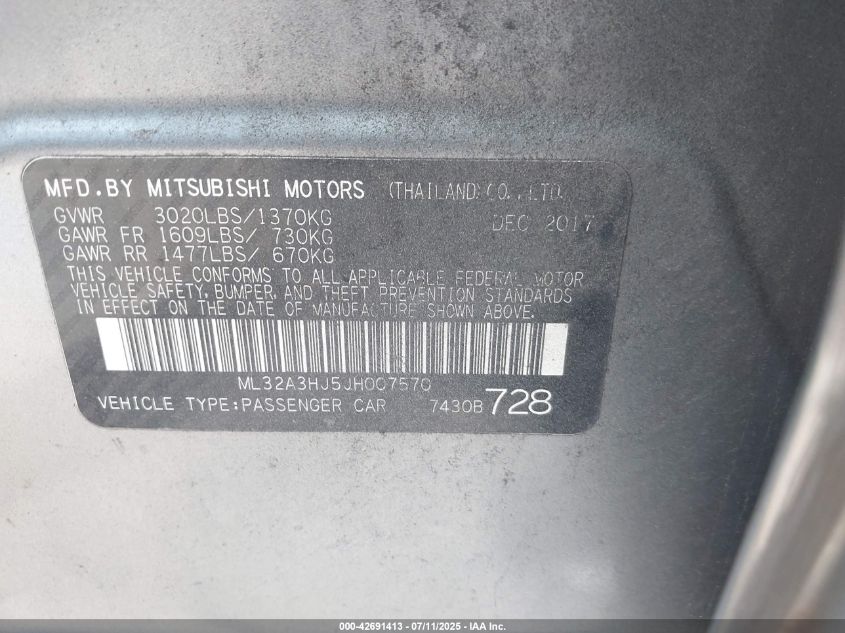 MFD.BY MITSUBISHI MOTORS (THAILAND) CO.,LTD.
GVWR 3020LBS/1370KG DEC 2017
GAWR FR 1609LBS/ 730KG
GAWR RR 1477LBS/ 670KG
THIS VEHICLE CONFORMS TO ALL APPLICABLE FEDERAL MOTOR
VEHICLE SAFETY, BUMPER, AND THEFT PREVENTION STANDARDS
IN EFFECT ON THE DATE OF MANUFACTURE SHOWN ABOVE.
ML32A3HJ5JH007570
VEHICLE TYPE:PASSENGER CAR 7430B 728
000-42691413 - 07/11/2025 - IAA Inc.